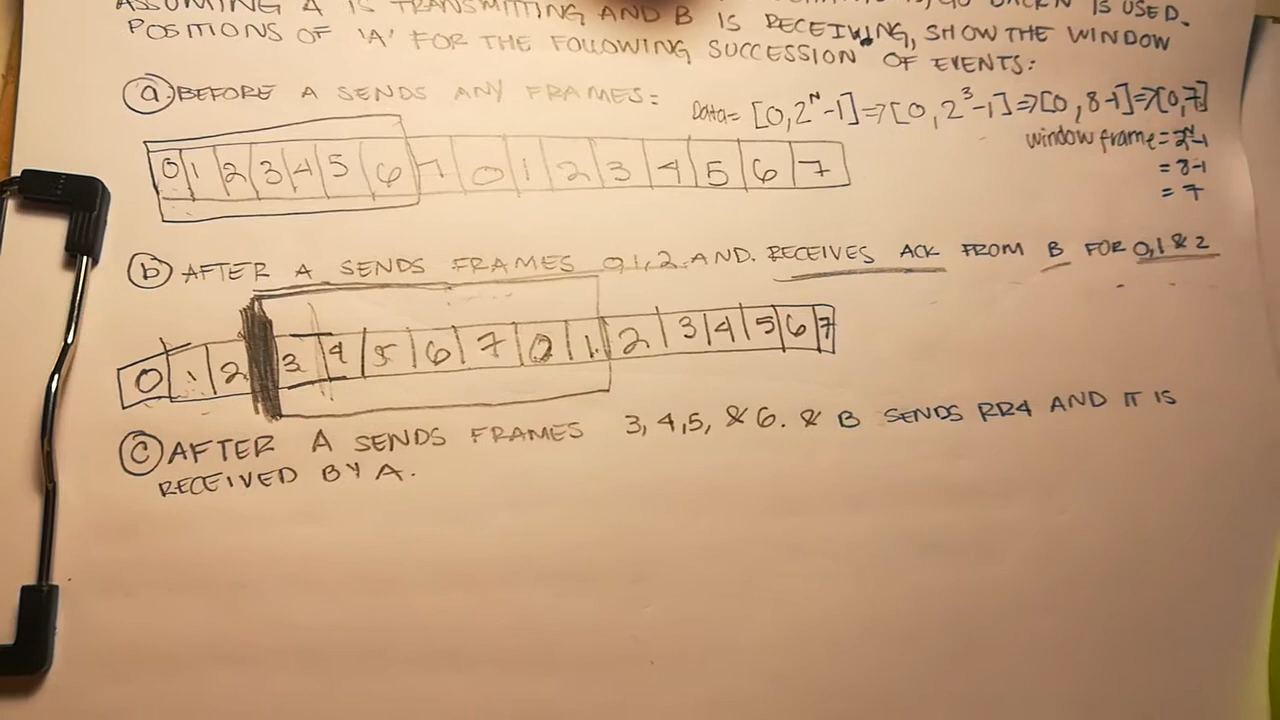 ASSUMING A IS TRANSMITTING AND B IS GO BACK N IS USED.
RECEIVING, SHOW THE WINDOW
POSITIONS OF 'A' FOR THE FOLLOWING SUCCESSION OF EVENTS:
(a) BEFORE A SENDS ANY FRAMES:
Data= [0, 2^N-1]=>[0, 2^3-1]=>[0, 8-1]=>[0,7]
window frame= 2^N-1
= 8-1
= 7
0 1 2 3 4 5 6 7 0 1 2 3 4 5 6 7
(b) AFTER A SENDS FRAMES 0,1,2 AND. RECEIVES ACK FROM B FOR 0,1 & 2
0 1 2 3 4 5 6 7 0 1 2 3 4 5 6 7
(c) AFTER A SENDS FRAMES 3, 4,5, & 6. & B SENDS RR4 AND IT IS
RECEIVED BY A.